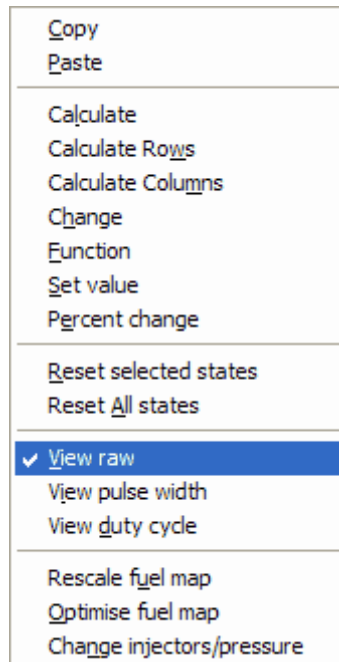 Copy
Paste
Calculate
Calculate Rows
Calculate Columns
Change
Function
Set value
Percent change
Reset selected states
Reset All states
View raw
View pulse width
View duty cycle
Rescale fuel map
Optimise fuel map
Change injectors/pressure